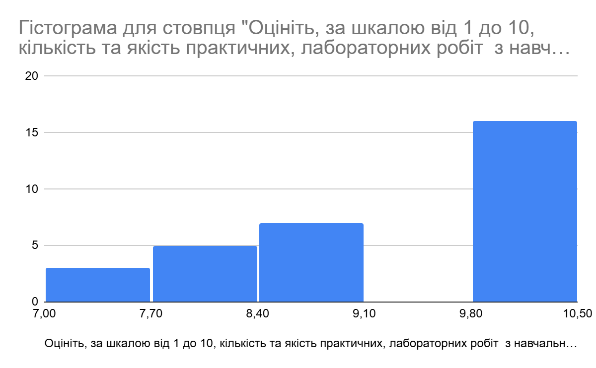 Гістограма для стовпця "Оцініть, за шкалою від 1 до 10,
кількість та якість практичних, лабораторних робіт  з навч…
20
15
10
5
0
7,00 7,70 8,40 9,10 9,80 10,50
Оцініть, за шкалою від 1 до 10, кількість та якість практичних, лабораторних робіт  з навчальн…